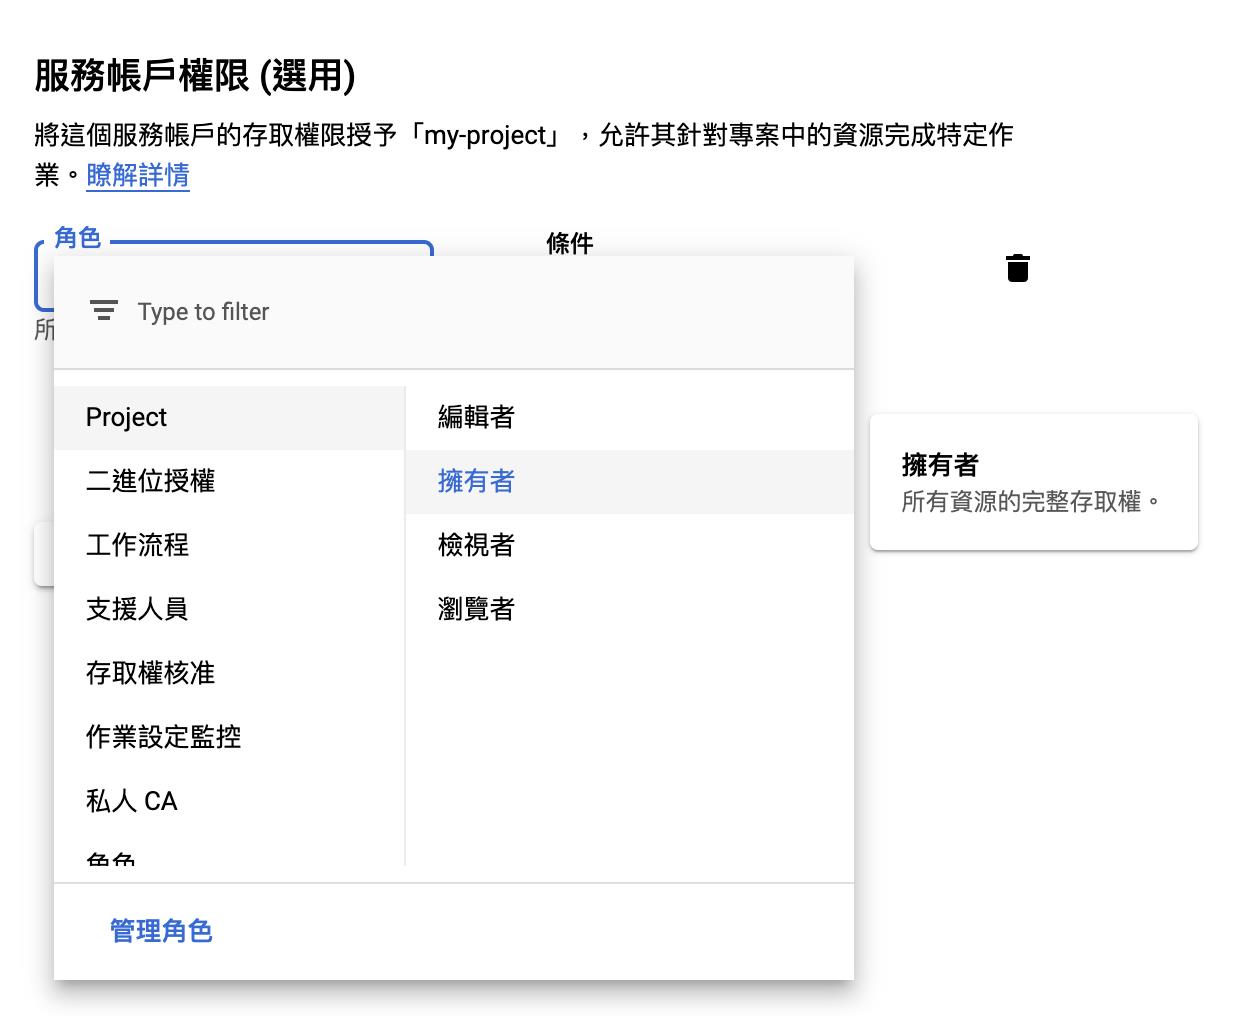 服務帳戶權限 (選用)
將這個服務帳戶的存取權限授予「my-project」，允許其針對專案中的資源完成特定作
業。瞭解詳情
角色
條件
所
Type to filter
Project
二進位授權
工作流程
支援人員
存取權核准
作業設定監控
私人 CA
角色
編輯者
擁有者
檢視者
瀏覽者
擁有者
所有資源的完整存取權。
管理角色